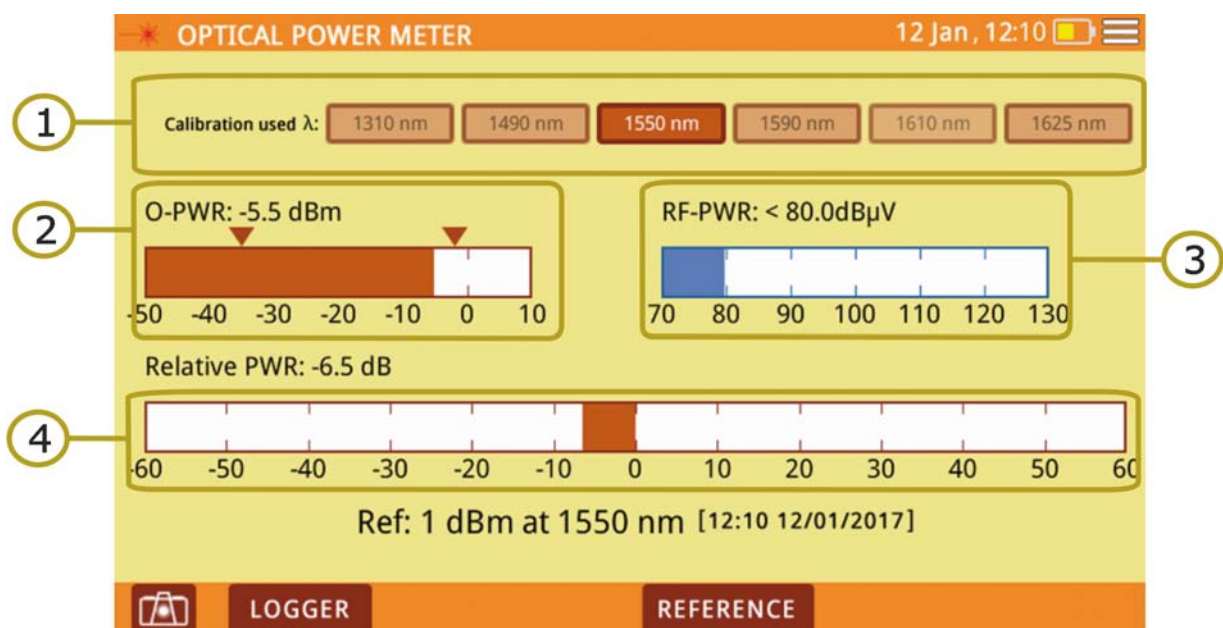 OPTICAL POWER METER
12 Jan, 12:10
1
Calibration used λ: 1310 nm 1490 nm 1550 nm 1590 nm 1610 nm 1625 nm
2
O-PWR: -5.5 dBm
-50 -40 -30 -20 -10 0 10
RF-PWR: < 80.0dBµV
70 80 90 100 110 120 130
3
Relative PWR: -6.5 dB
4
-60 -50 -40 -30 -20 -10 0 10 20 30 40 50 60
Ref: 1 dBm at 1550 nm [12:10 12/01/2017]
LOGGER
REFERENCE